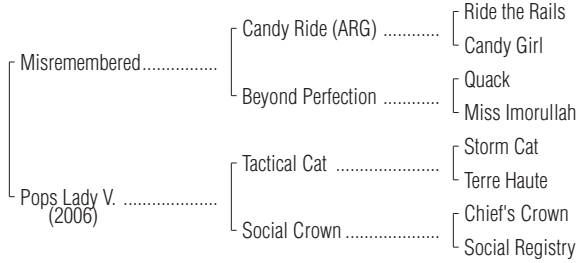 Ride the Rails
Candy Ride (ARG) ............
Candy Girl
Misremembered................
Quack
Beyond Perfection ............
Miss Imorullah
Storm Cat
Tactical Cat ......................
Terre Haute
Pops Lady V. ....................
(2006)
Chief's Crown
Social Crown ....................
Social Registry